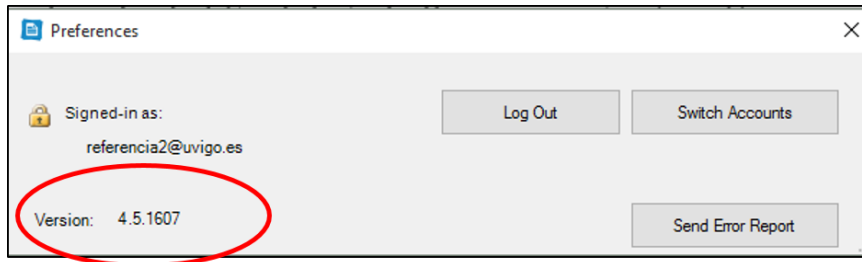 Preferences
Signed-in as:
Log Out
Switch Accounts
referencia2@uvigo.es
Version: 4.5.1607
Send Error Report